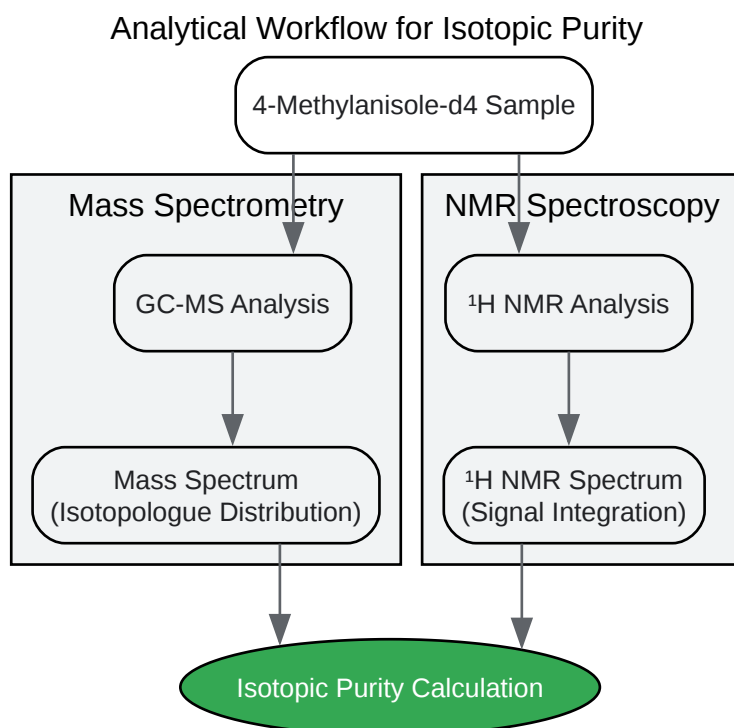 Analytical Workflow for Isotopic Purity
4-Methylanisole-d4 Sample
Mass Spectrometry
GC-MS Analysis
Mass Spectrum
(Isotopologue Distribution)
NMR Spectroscopy
¹H NMR Analysis
¹H NMR Spectrum
(Signal Integration)
Isotopic Purity Calculation